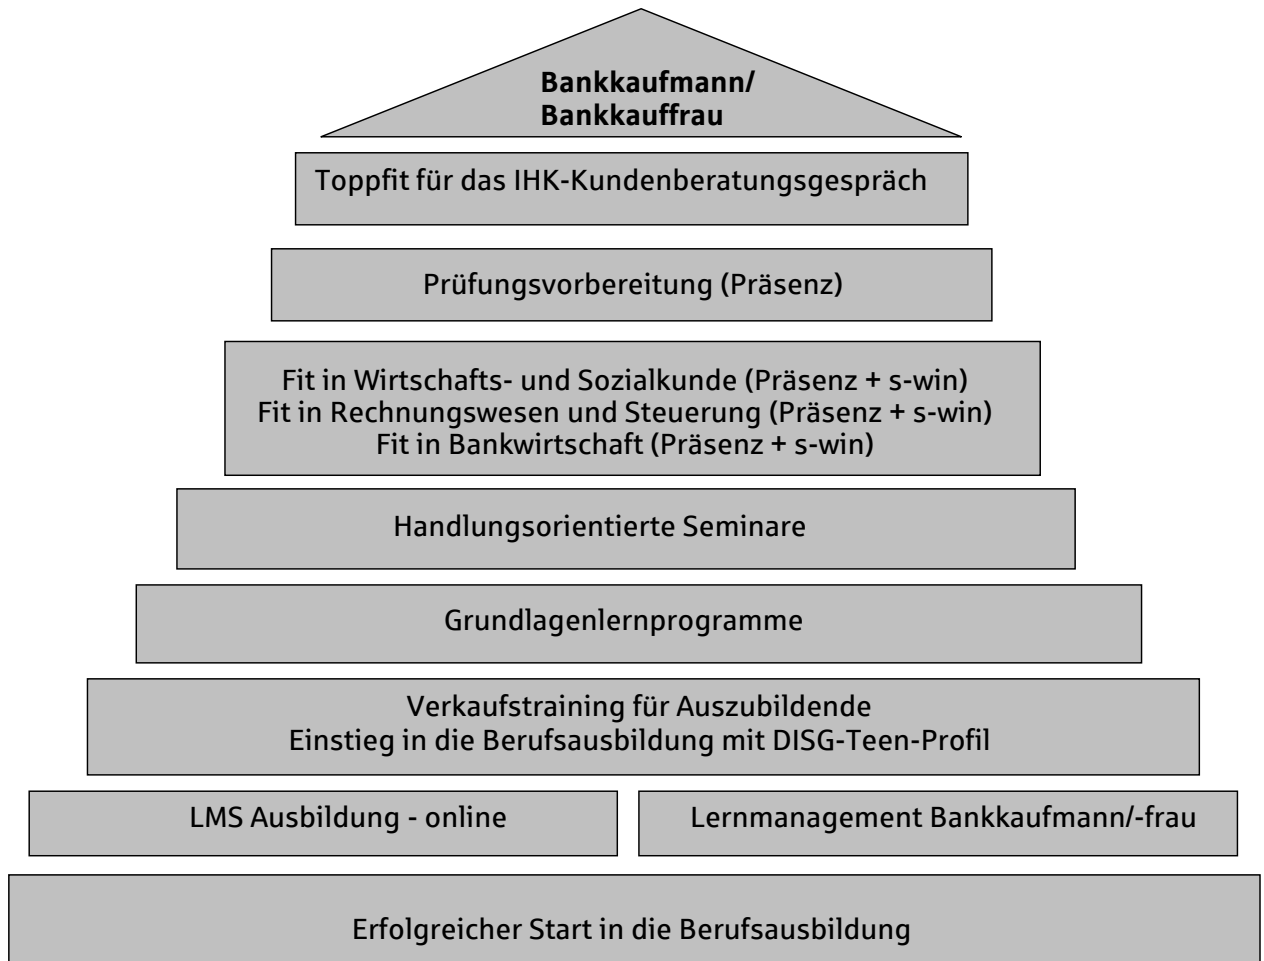 Bankkaufmann/
Bankkauffrau
Toppfit für das IHK-Kundenberatungsgespräch
Prüfungsvorbereitung (Präsenz)
Fit in Wirtschafts- und Sozialkunde (Präsenz + s-win)
Fit in Rechnungswesen und Steuerung (Präsenz + s-win)
Fit in Bankwirtschaft (Präsenz + s-win)
Handlungsorientierte Seminare
Grundlagenlernprogramme
Verkaufstraining für Auszubildende
Einstieg in die Berufsausbildung mit DISG-Teen-Profil
LMS Ausbildung - online
Lernmanagement Bankkaufmann/-frau
Erfolgreicher Start in die Berufsausbildung